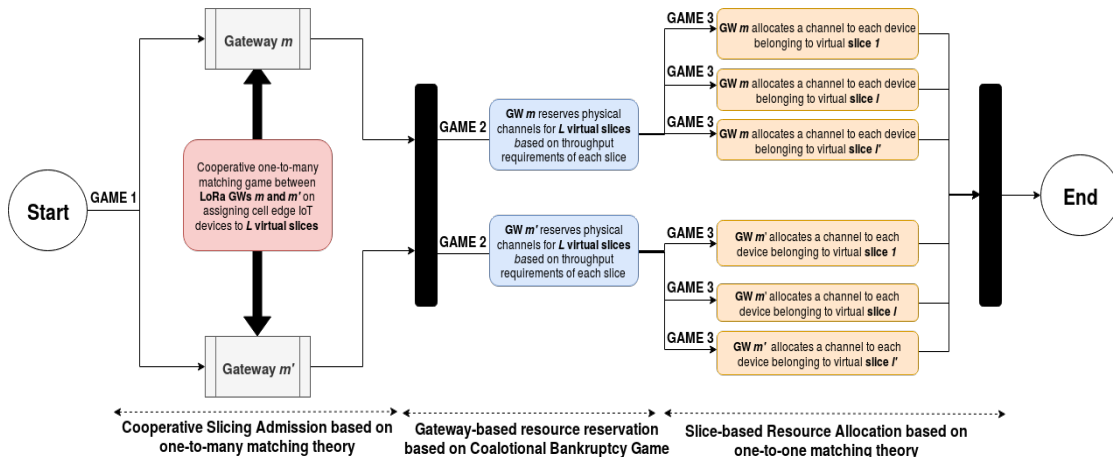 Start
GAME 1
Gateway m
Cooperative one-to-many
matching game between
LoRa GWs m and m' on
assigning cell edge IoT
devices to L virtual slices
Gateway m'
GAME 2
GW m reserves physical
channels for L virtual slices
based on throughput
requirements of each slice
GAME 2
GW m' reserves physical
channels for L virtual slices
based on throughput
requirements of each slice
GAME 3
GW m allocates a channel to each device
belonging to virtual slice 1
GAME 3
GW m allocates a channel to each device
belonging to virtual slice l
GAME 3
GW m allocates a channel to each device
belonging to virtual slice l'
GAME 3
GW m' allocates a channel to each
device belonging to virtual slice 1
GAME 3
GW m' allocates a channel to each
device belonging to virtual slice l
GAME 3
GW m' allocates a channel to each
device belonging to virtual slice l'
End
Cooperative Slicing Admission based on
one-to-many matching theory
Gateway-based resource reservation
based on Coalotional Bankruptcy Game
Slice-based Resource Allocation based on
one-to-one matching theory